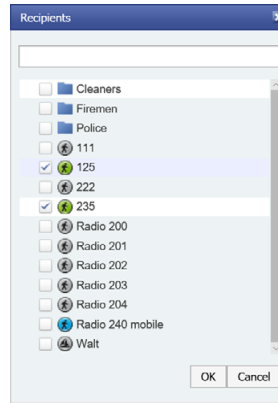 Recipients
Cleaners
Firemen
Police
111
125
222
235
Radio 200
Radio 201
Radio 202
Radio 203
Radio 204
Radio 240 mobile
Walt
OK Cancel